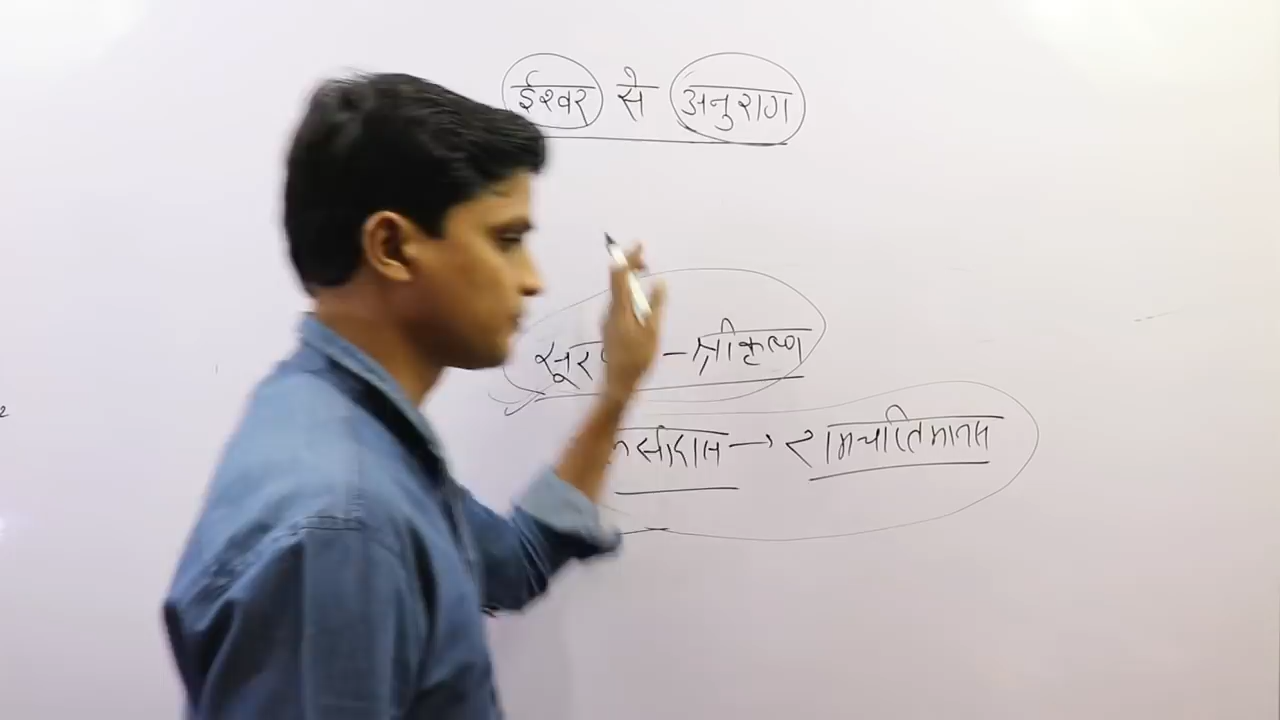 ईश्वर से अनुराग
सूर – श्रीकृष्ण
सीदास → रामचरितमानस